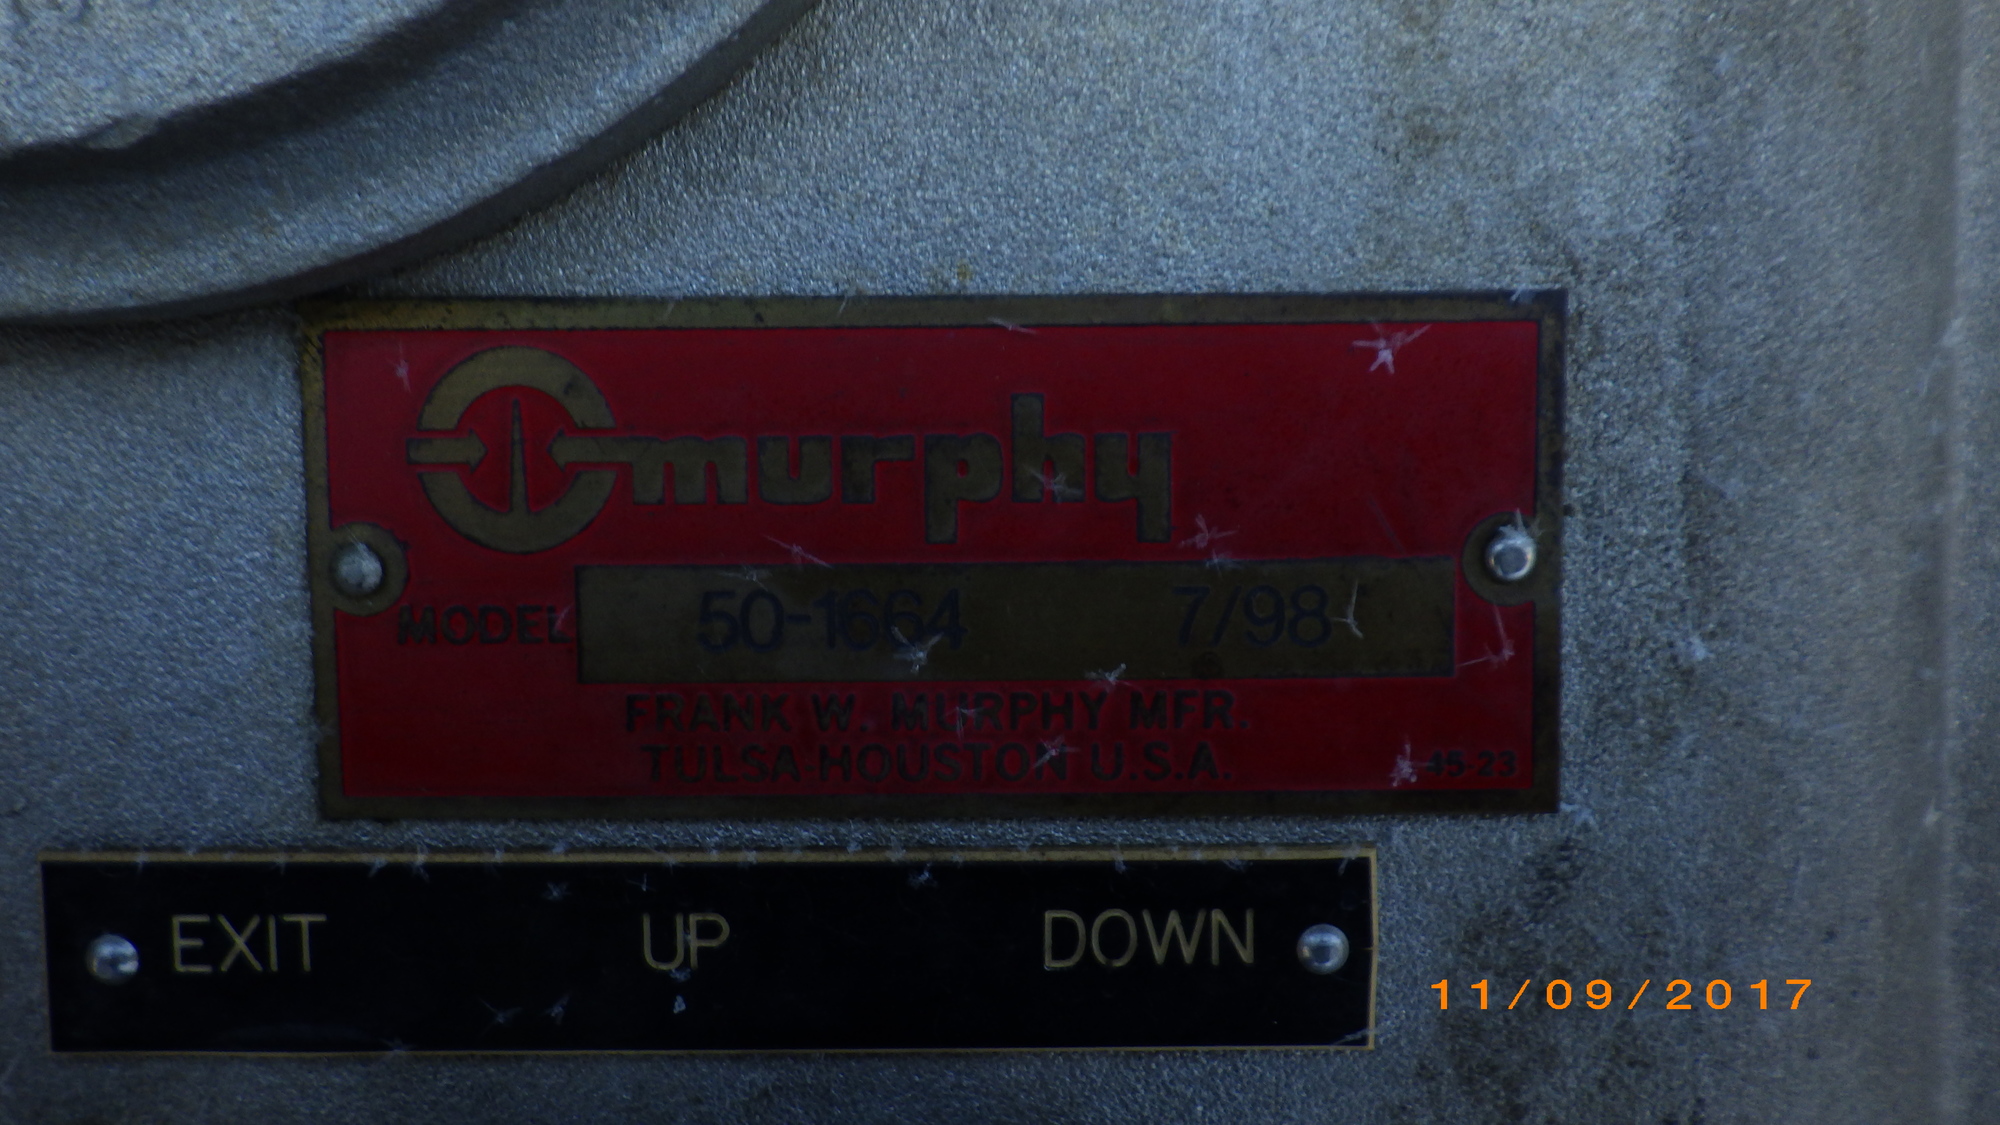 murphy
MODEL 50-1664 7/98
FRANK W. MURPHY MFR.
TULSA-HOUSTON U.S.A.
45-23
EXIT UP DOWN
11/09/2017